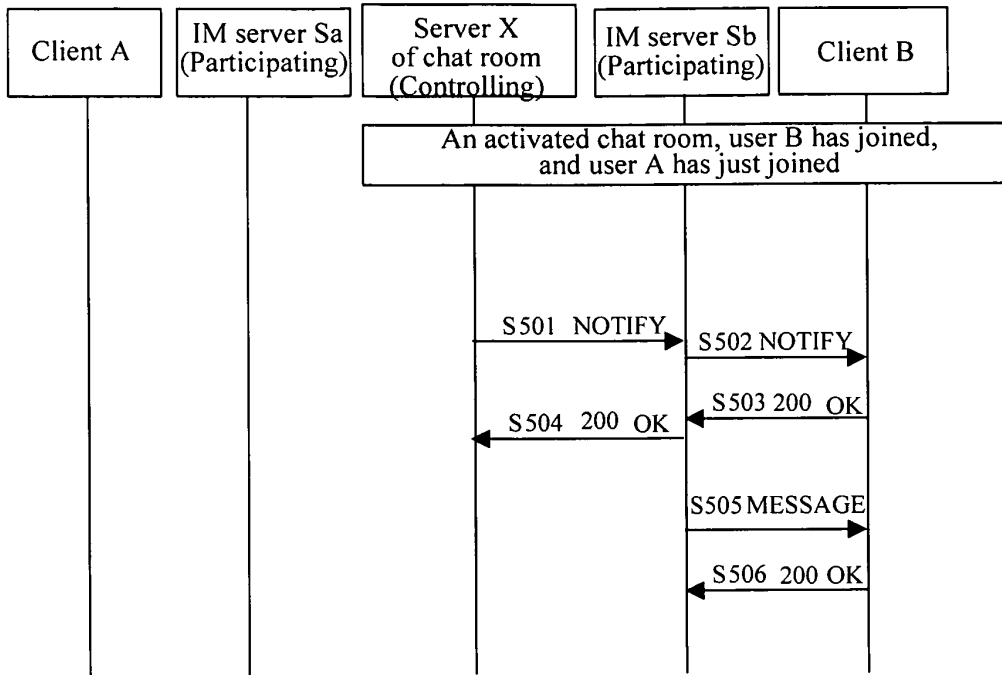 Client A
IM server Sa
(Participating)
Server X
of chat room
(Controlling)
IM server Sb
(Participating)
Client B
An activated chat room, user B has joined,
and user A has just joined
S501 NOTIFY
S502 NOTIFY
S503 200 OK
S504 200 OK
S505 MESSAGE
S506 200 OK